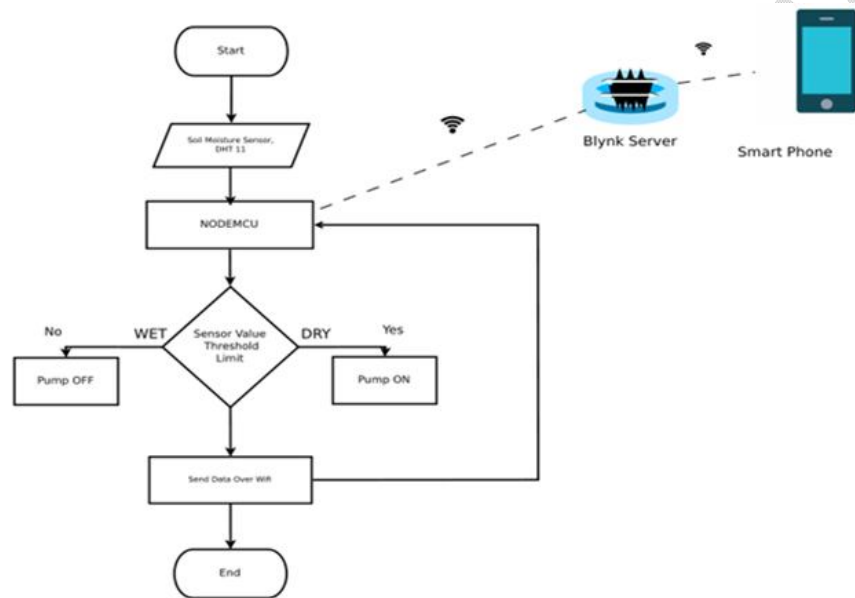 Start
Soil Moisture Sensor,
DHT 11
NODEMCU
Blynk Server
Smart Phone
No
WET
Sensor Value
Threshold
Limit
DRY
Yes
Pump OFF
Pump ON
Send Data Over Wifi
End